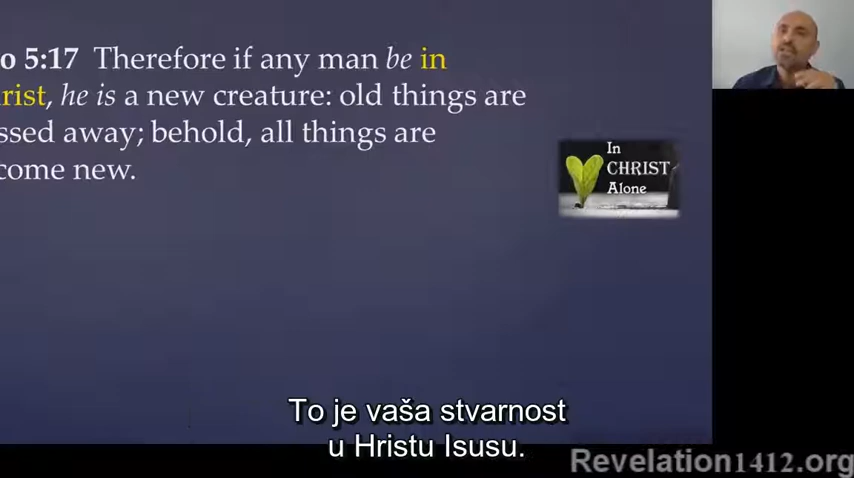 o 5:17 Therefore if any man be in
rist, he is a new creature: old things are
ssed away; behold, all things are
come new.
In
CHRIST
Alone
To je vaša stvarnost
u Hristu Isusu.
Revelation1412.org